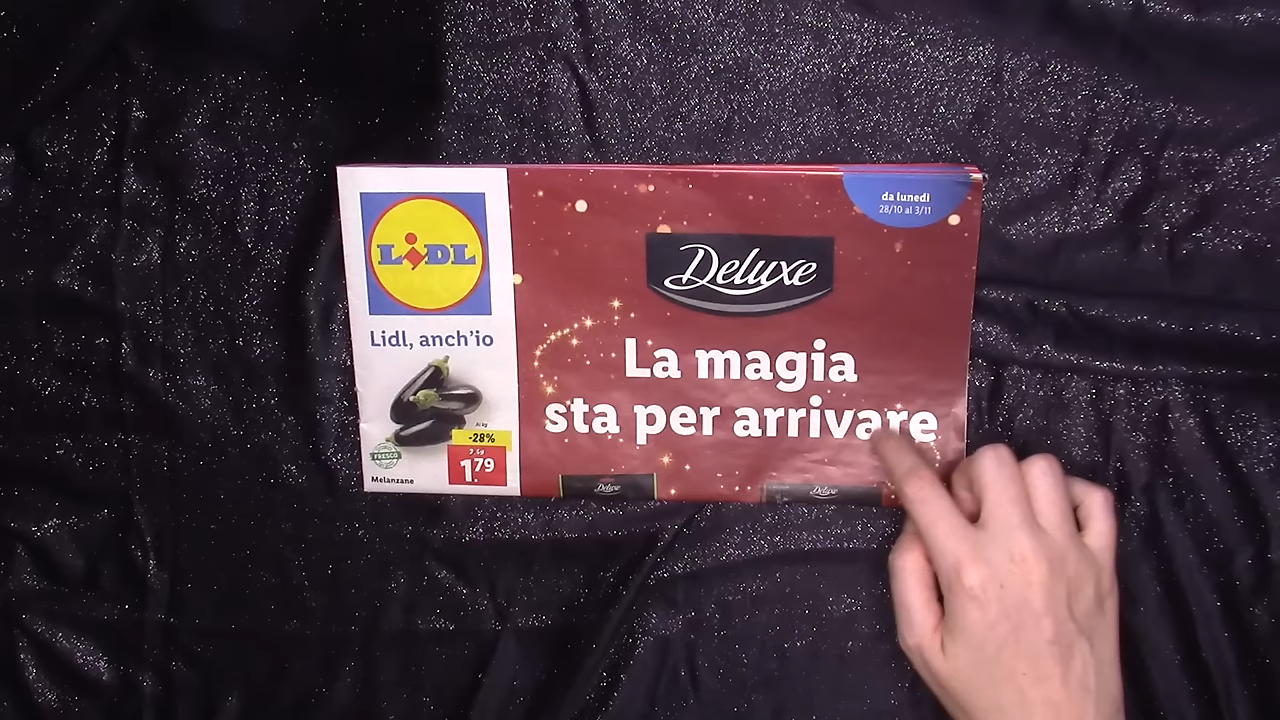 LIDL
Lidl, anch'io
Al kg
-28%
1.79
FRESCO
Melanzane
da lunedì
28/10 al 3/11
Deluxe
La magia
sta per arrivare
Deluxe
Deluxe